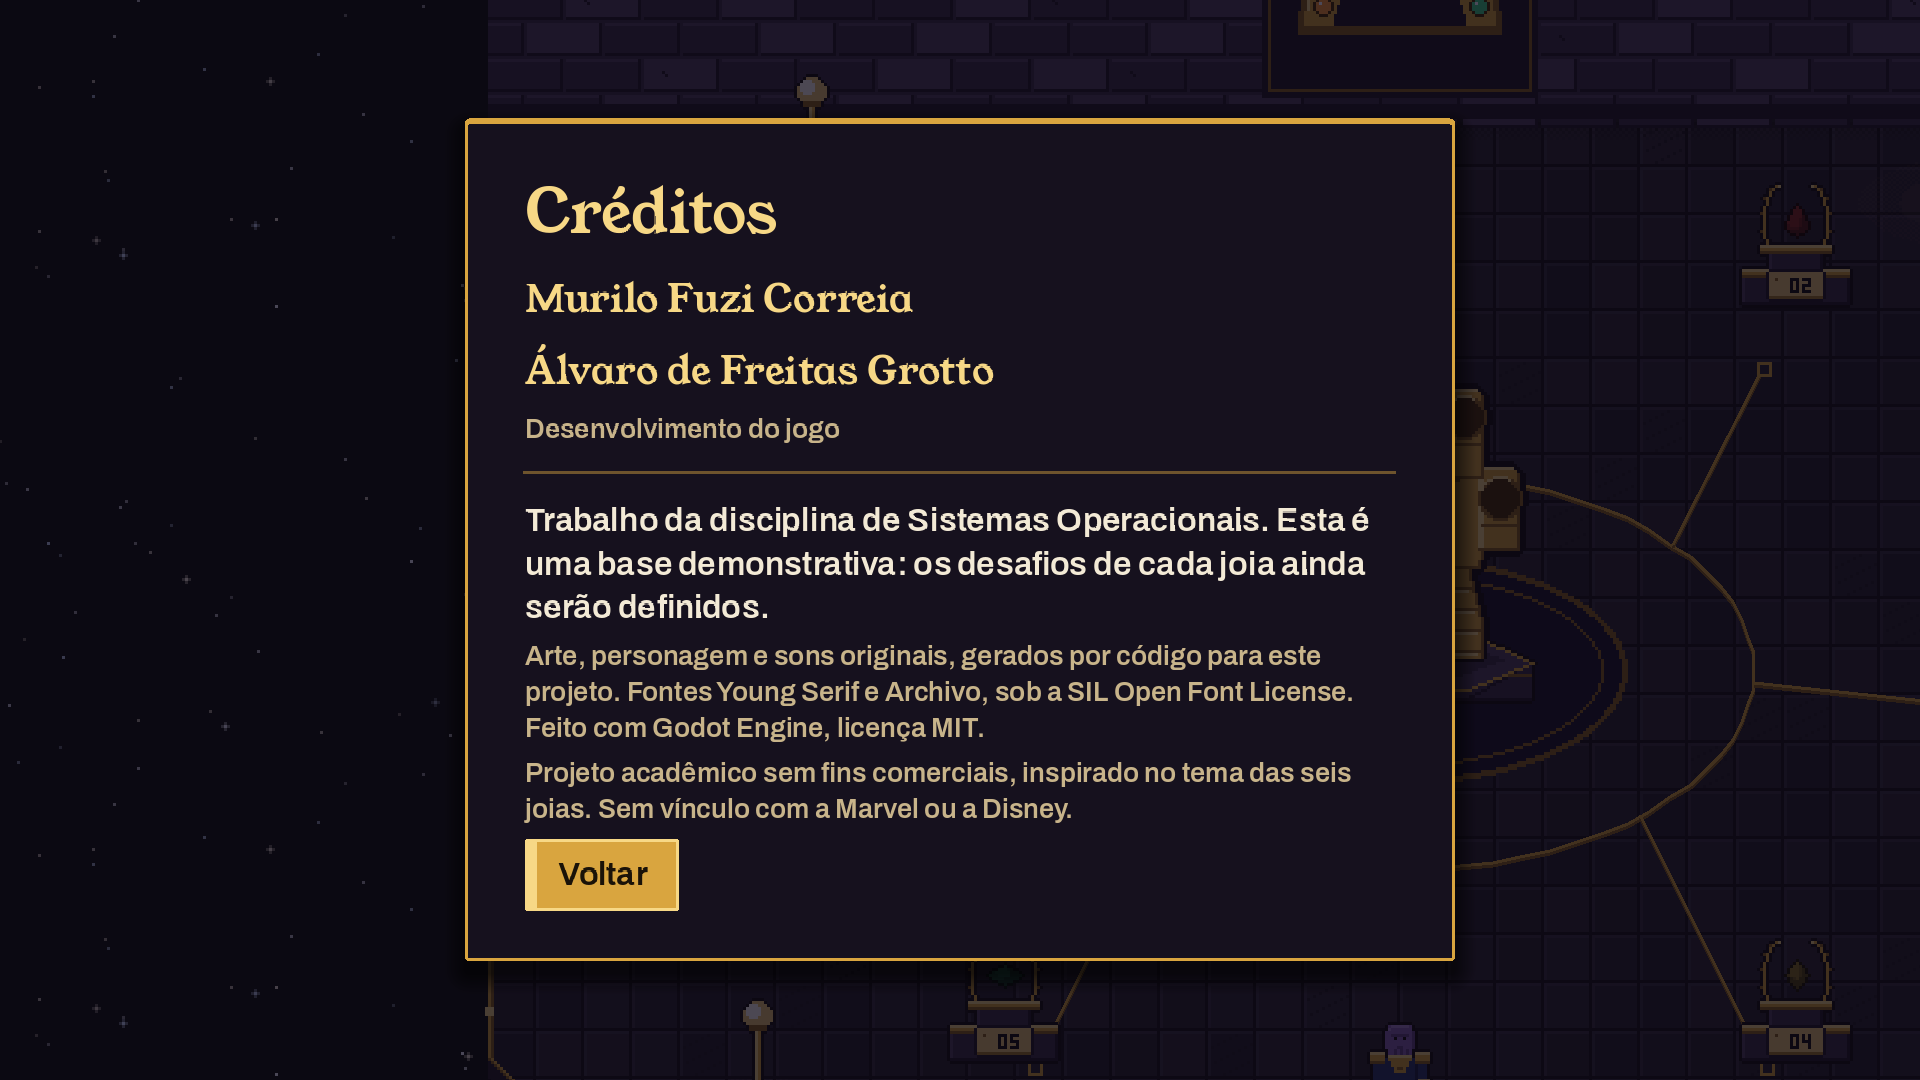 Créditos
Murilo Fuzi Correia
Álvaro de Freitas Grotto
Desenvolvimento do jogo
Trabalho da disciplina de Sistemas Operacionais. Esta é
uma base demonstrativa: os desafios de cada joia ainda
serão definidos.
Arte, personagem e sons originais, gerados por código para este
projeto. Fontes Young Serif e Archivo, sob a SIL Open Font License.
Feito com Godot Engine, licença MIT.
Projeto acadêmico sem fins comerciais, inspirado no tema das seis
joias. Sem vínculo com a Marvel ou a Disney.
Voltar
02
05
04